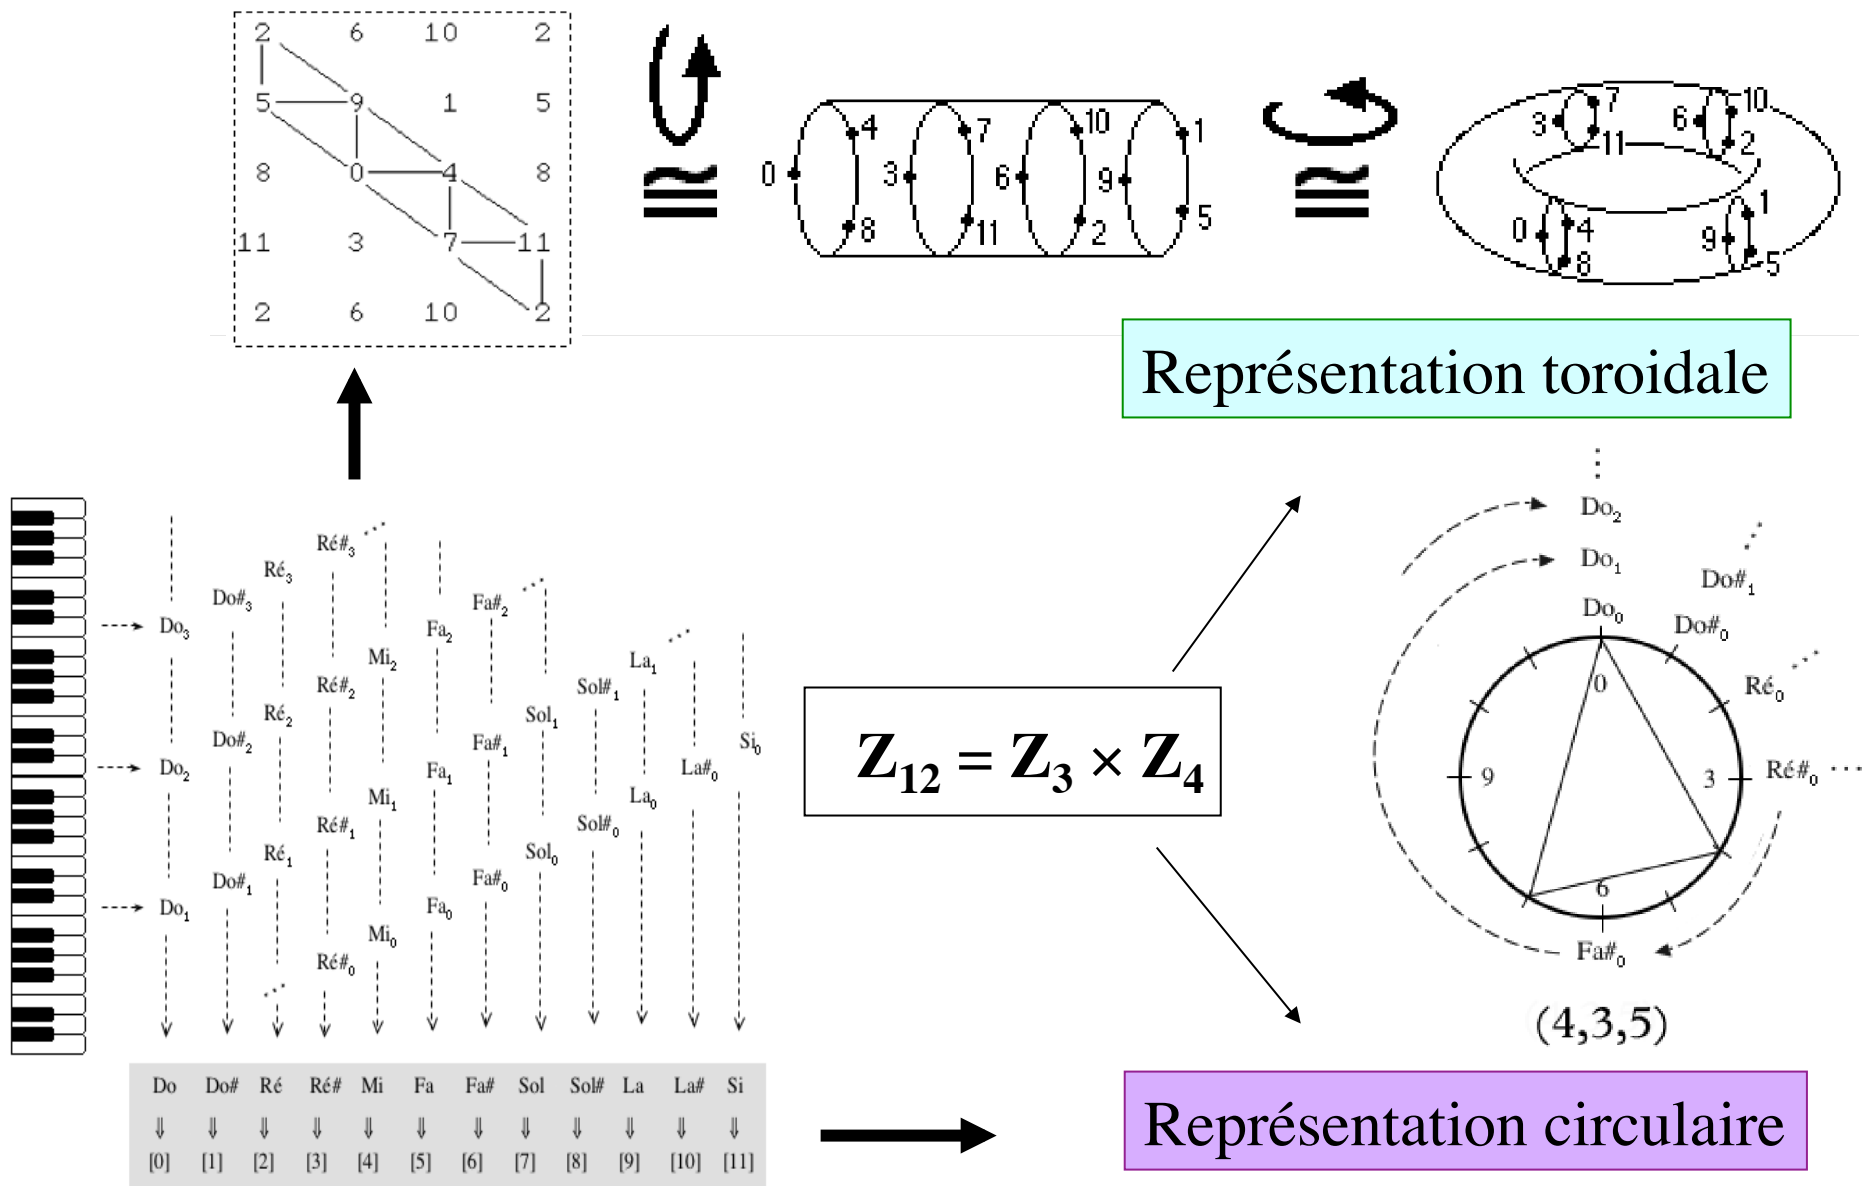 2 6 10 2
5 9 1 5
8 0 4 8
11 3 7 11
2 6 10 2
≅
≅
0 4 8 3 7 11 6 10 2 9 1 5
3 7 11 6 10 2
0 4 8 9 1 5
Représentation toroidale
Do3
Do2
Do1
Do#3
Do#2
Do#1
Ré3
Ré2
Ré1
Ré#3
Ré#2
Ré#1
Ré#0
Mi2
Mi1
Mi0
Fa2
Fa1
Fa0
Fa#2
Fa#1
Fa#0
Sol1
Sol0
Sol#1
Sol#0
La1
La0
La#0
Si0
Do Do# Ré Ré# Mi Fa Fa# Sol Sol# La La# Si
⇓ ⇓ ⇓ ⇓ ⇓ ⇓ ⇓ ⇓ ⇓ ⇓ ⇓ ⇓
[0] [1] [2] [3] [4] [5] [6] [7] [8] [9] [10] [11]
Z12 = Z3 × Z4
Do2
Do1
Do#1
Do0
Do#0
0
Ré0
9 3 Ré#0
6
Fa#0
(4,3,5)
Représentation circulaire